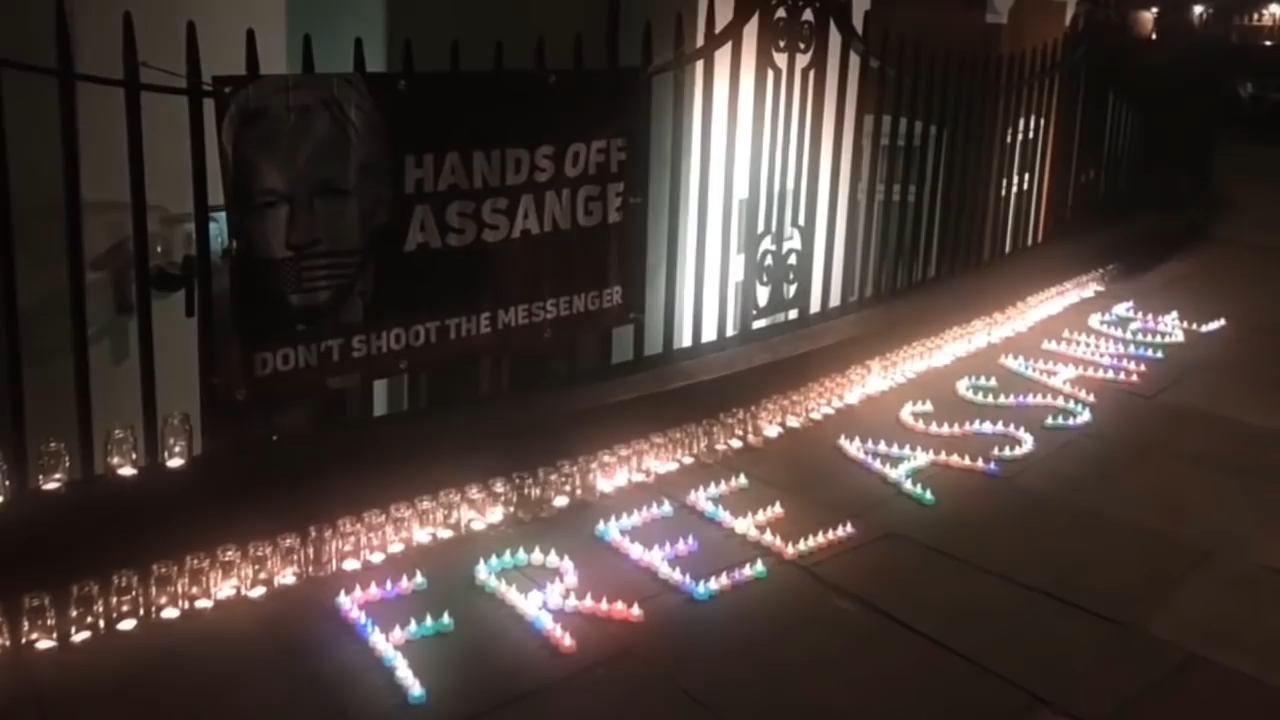 HANDS OFF
ASSANGE
DON'T SHOOT THE MESSENGER
FREE ASSANGE